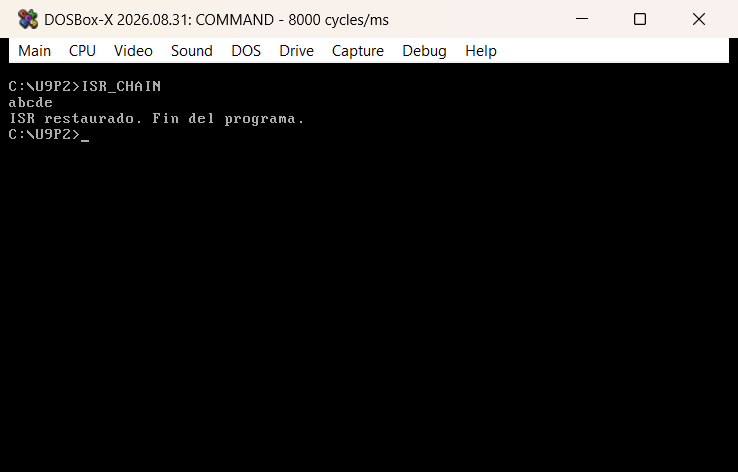 DOSBox-X 2026.08.31: COMMAND - 8000 cycles/ms
Main CPU Video Sound DOS Drive Capture Debug Help
C:\U9P2>ISR_CHAIN
abcde
ISR restaurado. Fin del programa.
C:\U9P2>_